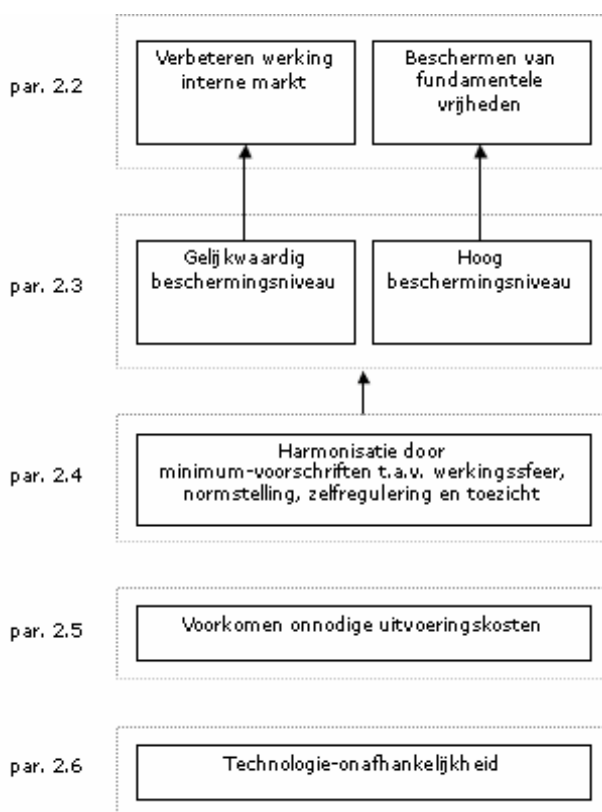 par. 2.2
Verbeteren werking
interne markt
Beschermen van
fundamentele
vrijheden
par. 2.3
Gelijkwaardig
beschermingsniveau
Hoog
beschermingsniveau
par. 2.4
Harmonisatie door
minimum-voorschriften t.a.v. werkingssfeer,
normstelling, zelfregulering en toezicht
par. 2.5
Voorkomen onnodige uitvoeringskosten
par. 2.6
Technologie-onafhankelijkheid